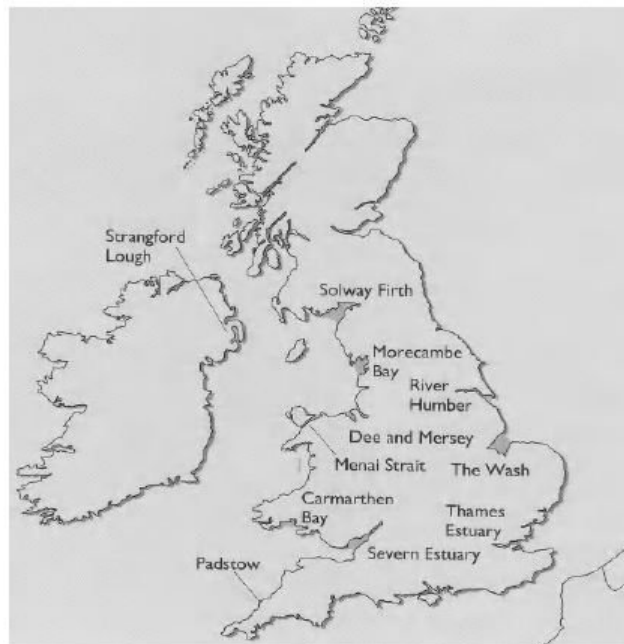 Strangford
Lough
Solway Firth
Morecambe
Bay
River
Humber
Dee and Mersey
Menai Strait
The Wash
Carmarthen
Bay
Thames
Estuary
Severn Estuary
Padstow